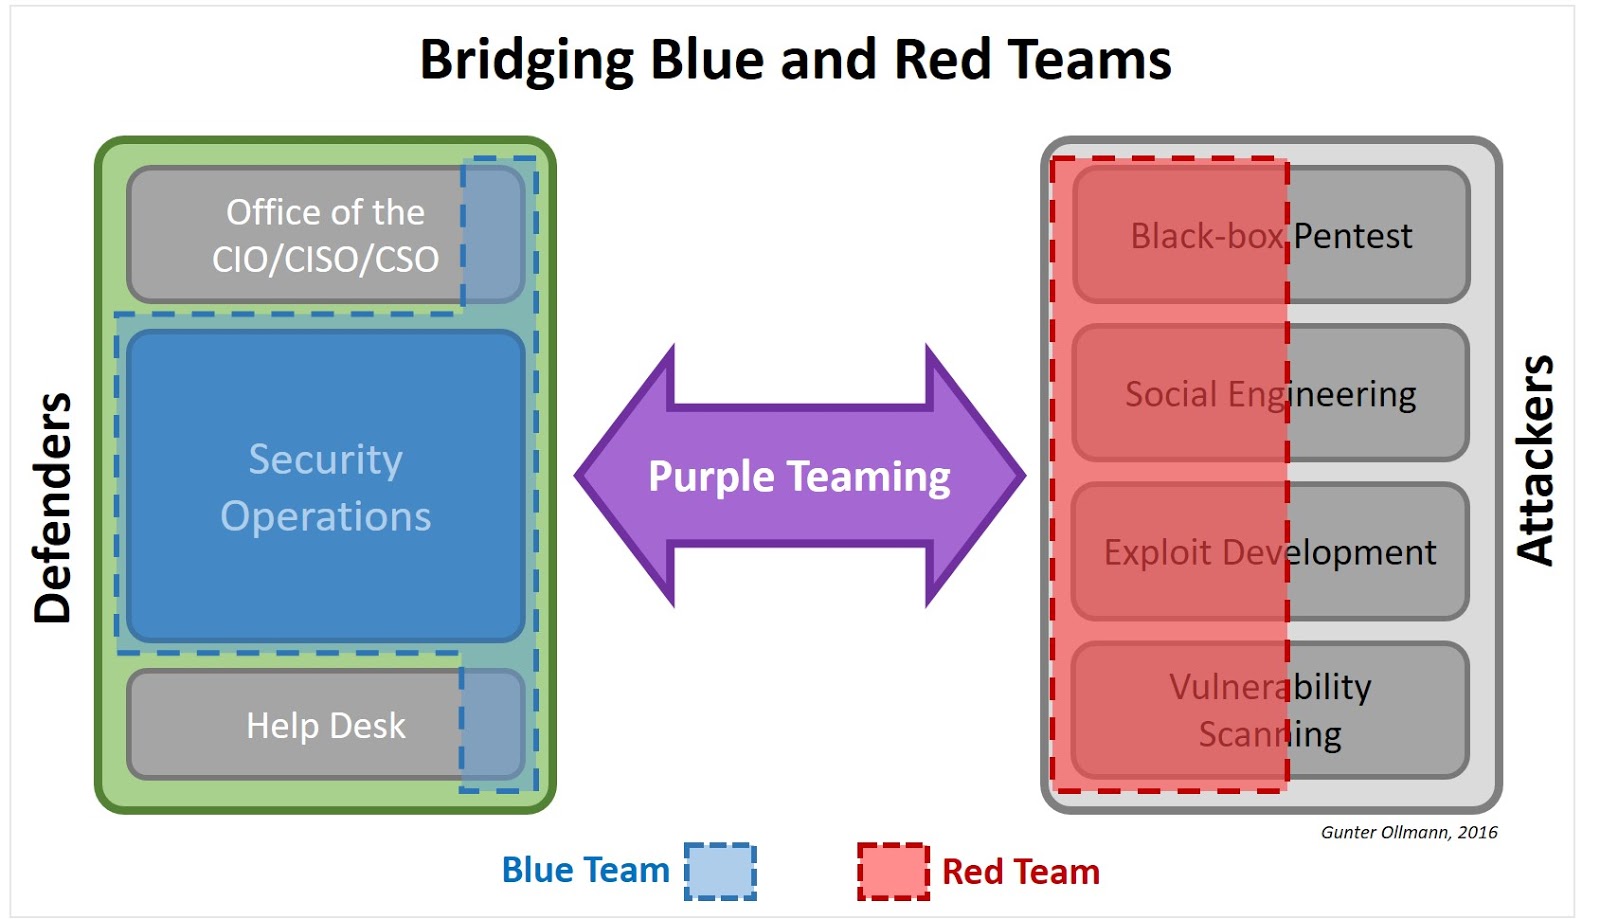 Bridging Blue and Red Teams
Defenders
Office of the
CIO/CISO/CSO
Security
Operations
Help Desk
Purple Teaming
Black-box Pentest
Social Engineering
Exploit Development
Vulnerability
Scanning
Attackers
Gunter Ollmann, 2016
Blue Team
Red Team